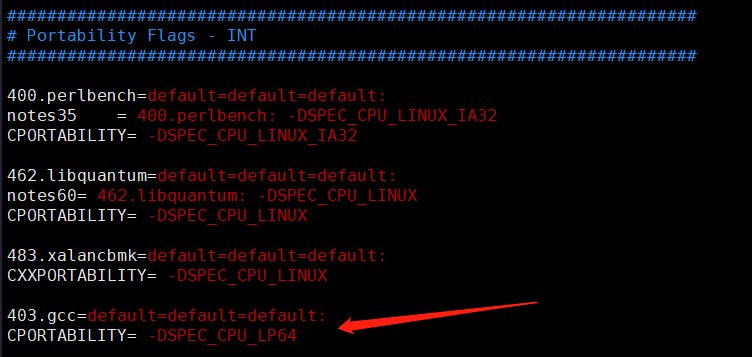 #####################################################################
# Portability Flags - INT
#####################################################################
400.perlbench=default=default=default:
notes35    = 400.perlbench: -DSPEC_CPU_LINUX_IA32
CPORTABILITY= -DSPEC_CPU_LINUX_IA32
462.libquantum=default=default=default:
notes60= 462.libquantum: -DSPEC_CPU_LINUX
CPORTABILITY= -DSPEC_CPU_LINUX
483.xalancbmk=default=default=default:
CXXPORTABILITY= -DSPEC_CPU_LINUX
403.gcc=default=default=default:
CPORTABILITY= -DSPEC_CPU_LP64